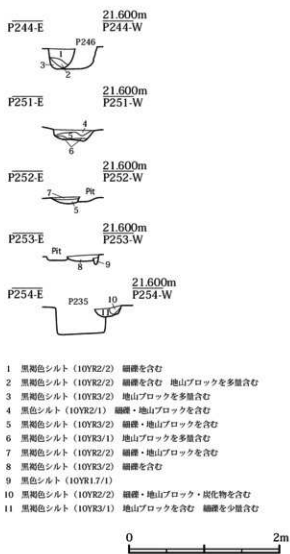 21.600m
P244-E P244-W
P246
1
3
2
21.600m
P251-E P251-W
4
5
6
21.600m
P252-E P252-W
7 Pit
5
21.600m
P253-E P253-W
Pit
8 9
21.600m
P254-E P254-W
P235 10
11
1 黒褐色シルト (10YR2/2) 細礫を含む
2 黒褐色シルト (10YR2/2) 細礫を含む 地山ブロックを多量含む
3 黒褐色シルト (10YR3/2) 地山ブロックを多量含む
4 黒色シルト (10YR2/1) 細礫・地山ブロックを含む
5 黒褐色シルト (10YR3/2) 細礫・地山ブロックを含む
6 黒褐色シルト (10YR3/1) 地山ブロックを多量含む
7 黒褐色シルト (10YR2/2) 細礫・地山ブロックを含む
8 黒褐色シルト (10YR3/2) 細礫を含む
9 黒色シルト (10YR1.7/1)
10 黒褐色シルト (10YR2/2) 細礫・地山ブロック・炭化物を含む
11 黒褐色シルト (10YR3/1) 地山ブロックを含む 細礫を少量含む
0 2m